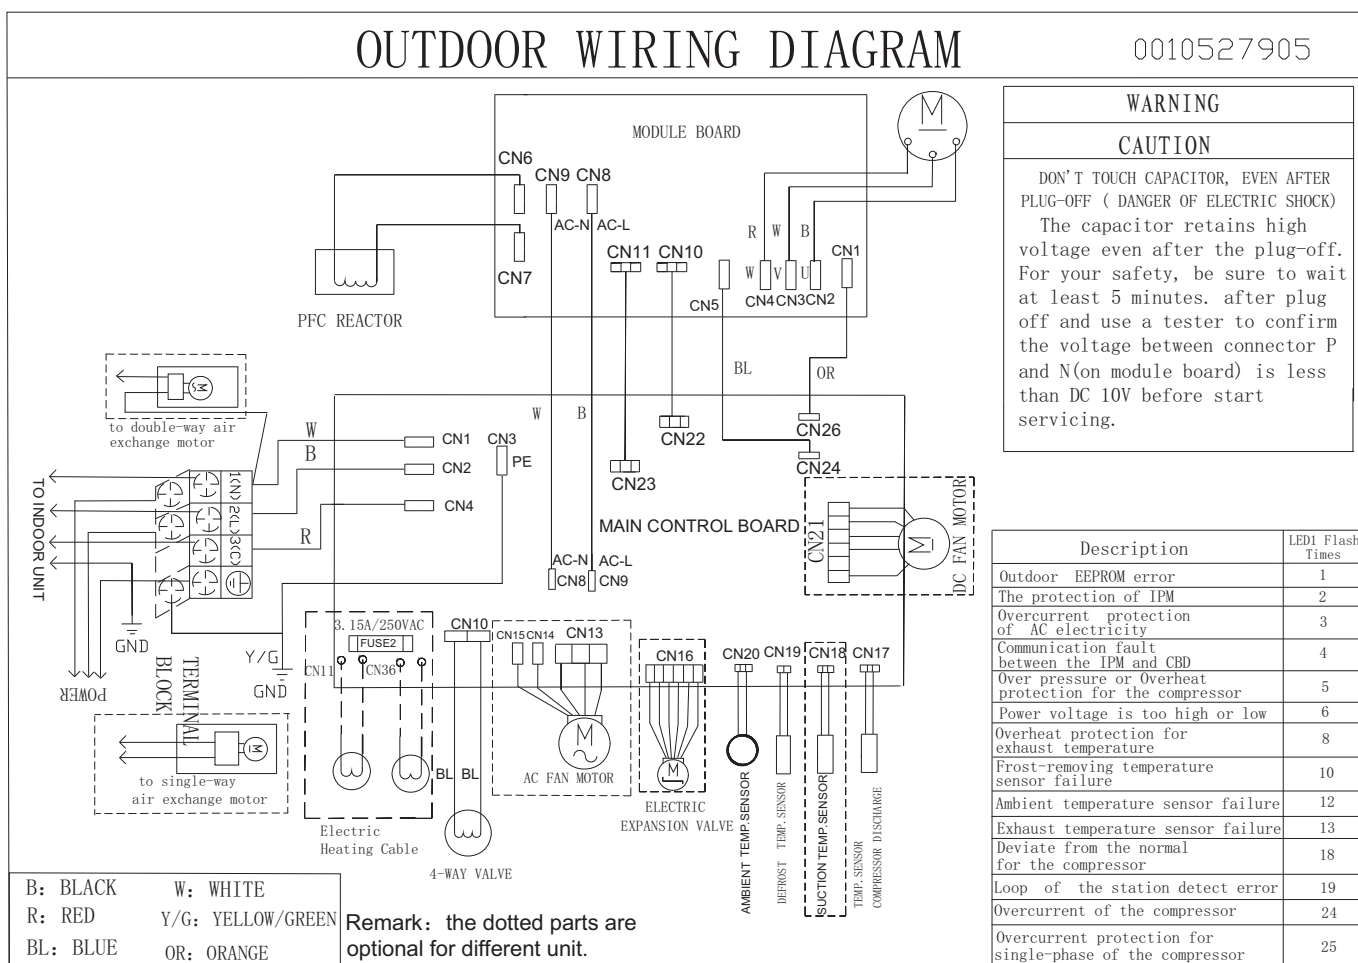 OUTDOOR WIRING DIAGRAM
0010527905
MODULE BOARD
CN6
CN9 CN8
AC-N AC-L
CN7
CN11 CN10
R W B
W V U
CN1
CN5
CN4 CN3 CN2
M
PFC REACTOR
BL
OR
W B
CN22
CN23
CN26
CN24
WARNING
CAUTION
DON'T TOUCH CAPACITOR, EVEN AFTER
PLUG-OFF ( DANGER OF ELECTRIC SHOCK)
The capacitor retains high
voltage even after the plug-off.
For your safety, be sure to wait
at least 5 minutes. after plug
off and use a tester to confirm
the voltage between connector P
and N(on module board) is less
than DC 10V before start
servicing.
to double-way air
exchange motor
W
B
R
CN1
CN2
CN4
CN3
PE
TO INDOOR UNIT
1(N)
2(L)
3(C)
GND
POWER
TERMINAL
BLOCK
Y/G
GND
M
to single-way
air exchange motor
MAIN CONTROL BOARD
AC-N AC-L
CN8 CN9
CN21
M
DC FAN MOTOR
3.15A/250VAC
FUSE2
CN11
CN36
Electric
Heating Cable
CN10
BL BL
4-WAY VALVE
CN15 CN14 CN13
M
AC FAN MOTOR
CN16
M
ELECTRIC
EXPANSION VALVE
CN20 CN19 CN18 CN17
AMBIENT TEMP.SENSOR
DEFROST TEMP.SENSOR
SUCTION TEMP.SENSOR
TEMP.SENSOR
COMPRESSOR DISCHARGE
Description LED1 Flash
Times
Outdoor EEPROM error 1
The protection of IPM 2
Overcurrent protection
of AC electricity 3
Communication fault
between the IPM and CBD 4
Over pressure or Overheat
protection for the compressor 5
Power voltage is too high or low 6
Overheat protection for
exhaust temperature 8
Frost-removing temperature
sensor failure 10
Ambient temperature sensor failure 12
Exhaust temperature sensor failure 13
Deviate from the normal
for the compressor 18
Loop of the station detect error 19
Overcurrent of the compressor 24
Overcurrent protection for
single-phase of the compressor 25
B: BLACK W: WHITE
R: RED Y/G: YELLOW/GREEN
BL: BLUE OR: ORANGE
Remark: the dotted parts are
optional for different unit.